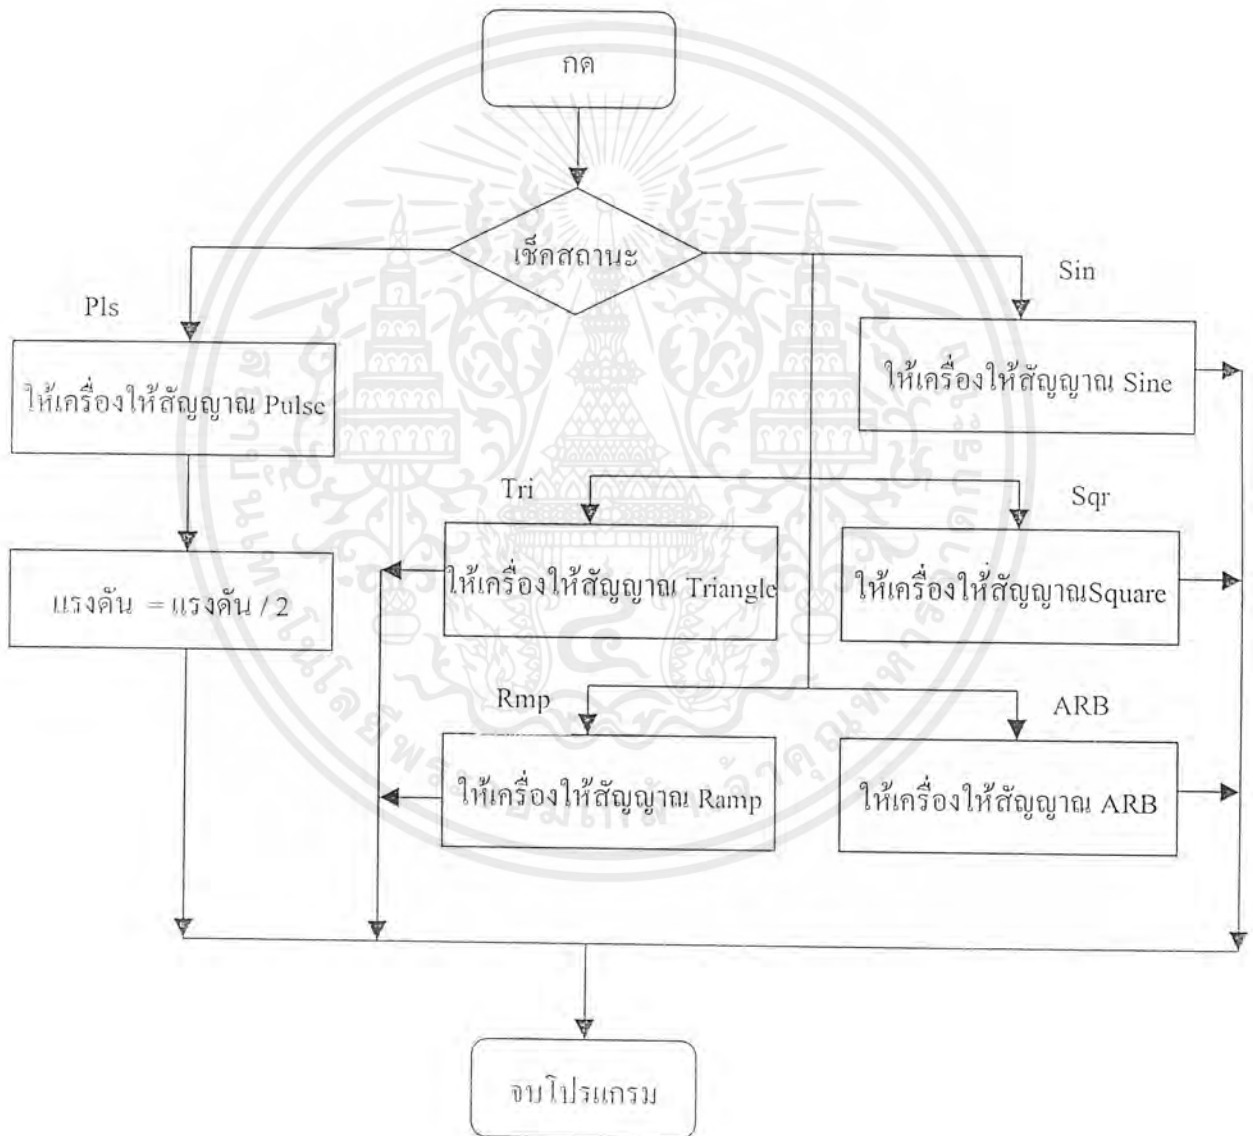 กด
เช็คสถานะ
Sin
Pls
ให้เครื่องให้สัญญาณ Sine
ให้เครื่องให้สัญญาณ Pulse
Tri
Sqr
ให้เครื่องให้สัญญาณ Triangle
ให้เครื่องให้สัญญาณSquare
แรงดัน = แรงดัน / 2
Rmp
ARB
ให้เครื่องให้สัญญาณ Ramp
ให้เครื่องให้สัญญาณ ARB
จบโปรแกรม